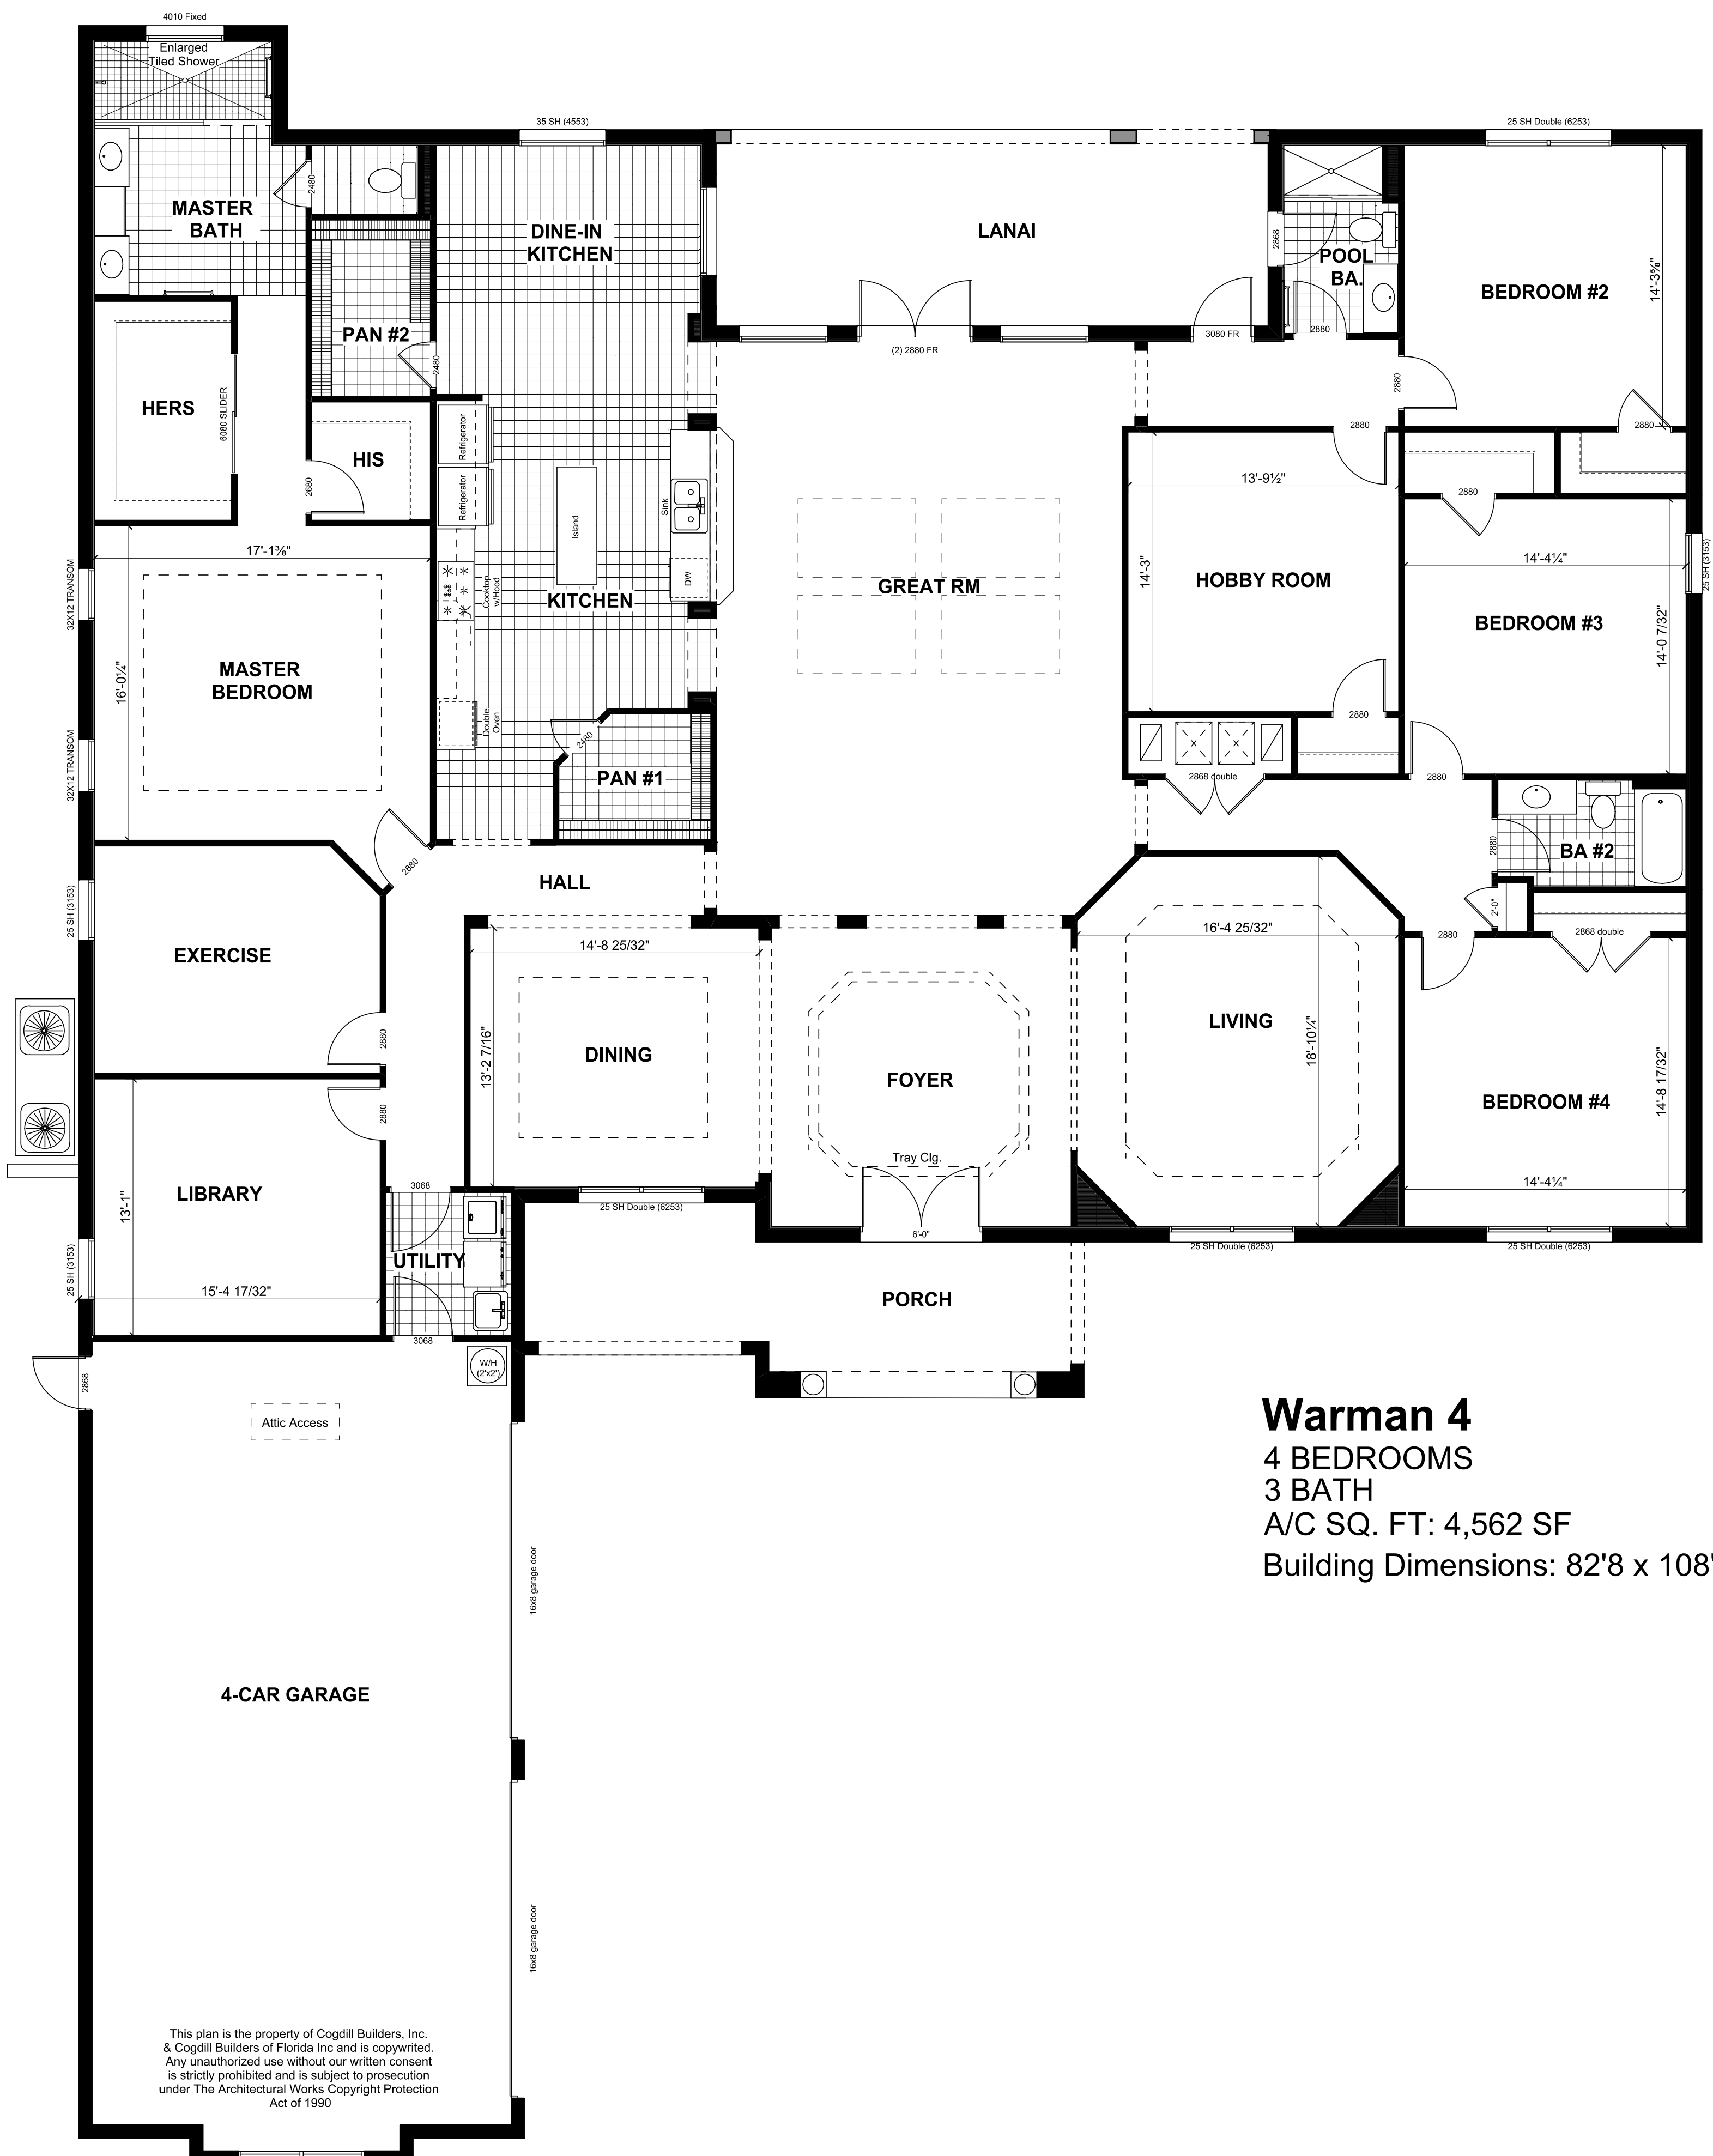 4010 Fixed
Enlarged
Tiled Shower
35 SH (4553)
25 SH Double (6253)
MASTER
BATH
2480
DINE-IN
KITCHEN
LANAI
2868
POOL
BA.
2880
BEDROOM #2
14'-3⅝"
PAN #2
2480
(2) 2880 FR
3080 FR
HERS
6080 SLIDER
HIS
2680
Refrigerator
Refrigerator
Island
Sink
DW
Cooktop
w/Hood
KITCHEN
Double
Oven
2880
2880
2880
2880
13'-9½"
14'-3"
HOBBY ROOM
2880
2868 double
GREAT RM
14'-4¼"
BEDROOM #3
14'-0 7/32"
25 SH (3153)
2880
32X12 TRANSOM
17'-1⅜"
16'-0¼"
MASTER
BEDROOM
32X12 TRANSOM
2480
PAN #1
2880
HALL
2880
BA #2
2'-0"
2868 double
2880
25 SH (3153)
EXERCISE
2880
14'-8 25/32"
13'-2 7/16"
DINING
FOYER
Tray Clg.
6'-0"
16'-4 25/32"
LIVING
18'-10¼"
BEDROOM #4
14'-8 17/32"
14'-4¼"
2880
LIBRARY
13'-1"
15'-4 17/32"
25 SH (3153)
3068
UTILITY
3068
25 SH Double (6253)
25 SH Double (6253)
25 SH Double (6253)
PORCH
2868
W/H
(2'x2')
Attic Access
Warman 4
4 BEDROOMS
3 BATH
A/C SQ. FT: 4,562 SF
Building Dimensions: 82'8 x 108'
16x8 garage door
4-CAR GARAGE
16x8 garage door
This plan is the property of Cogdill Builders, Inc.
& Cogdill Builders of Florida Inc and is copywrited.
Any unauthorized use without our written consent
is strictly prohibited and is subject to prosecution
under The Architectural Works Copyright Protection
Act of 1990